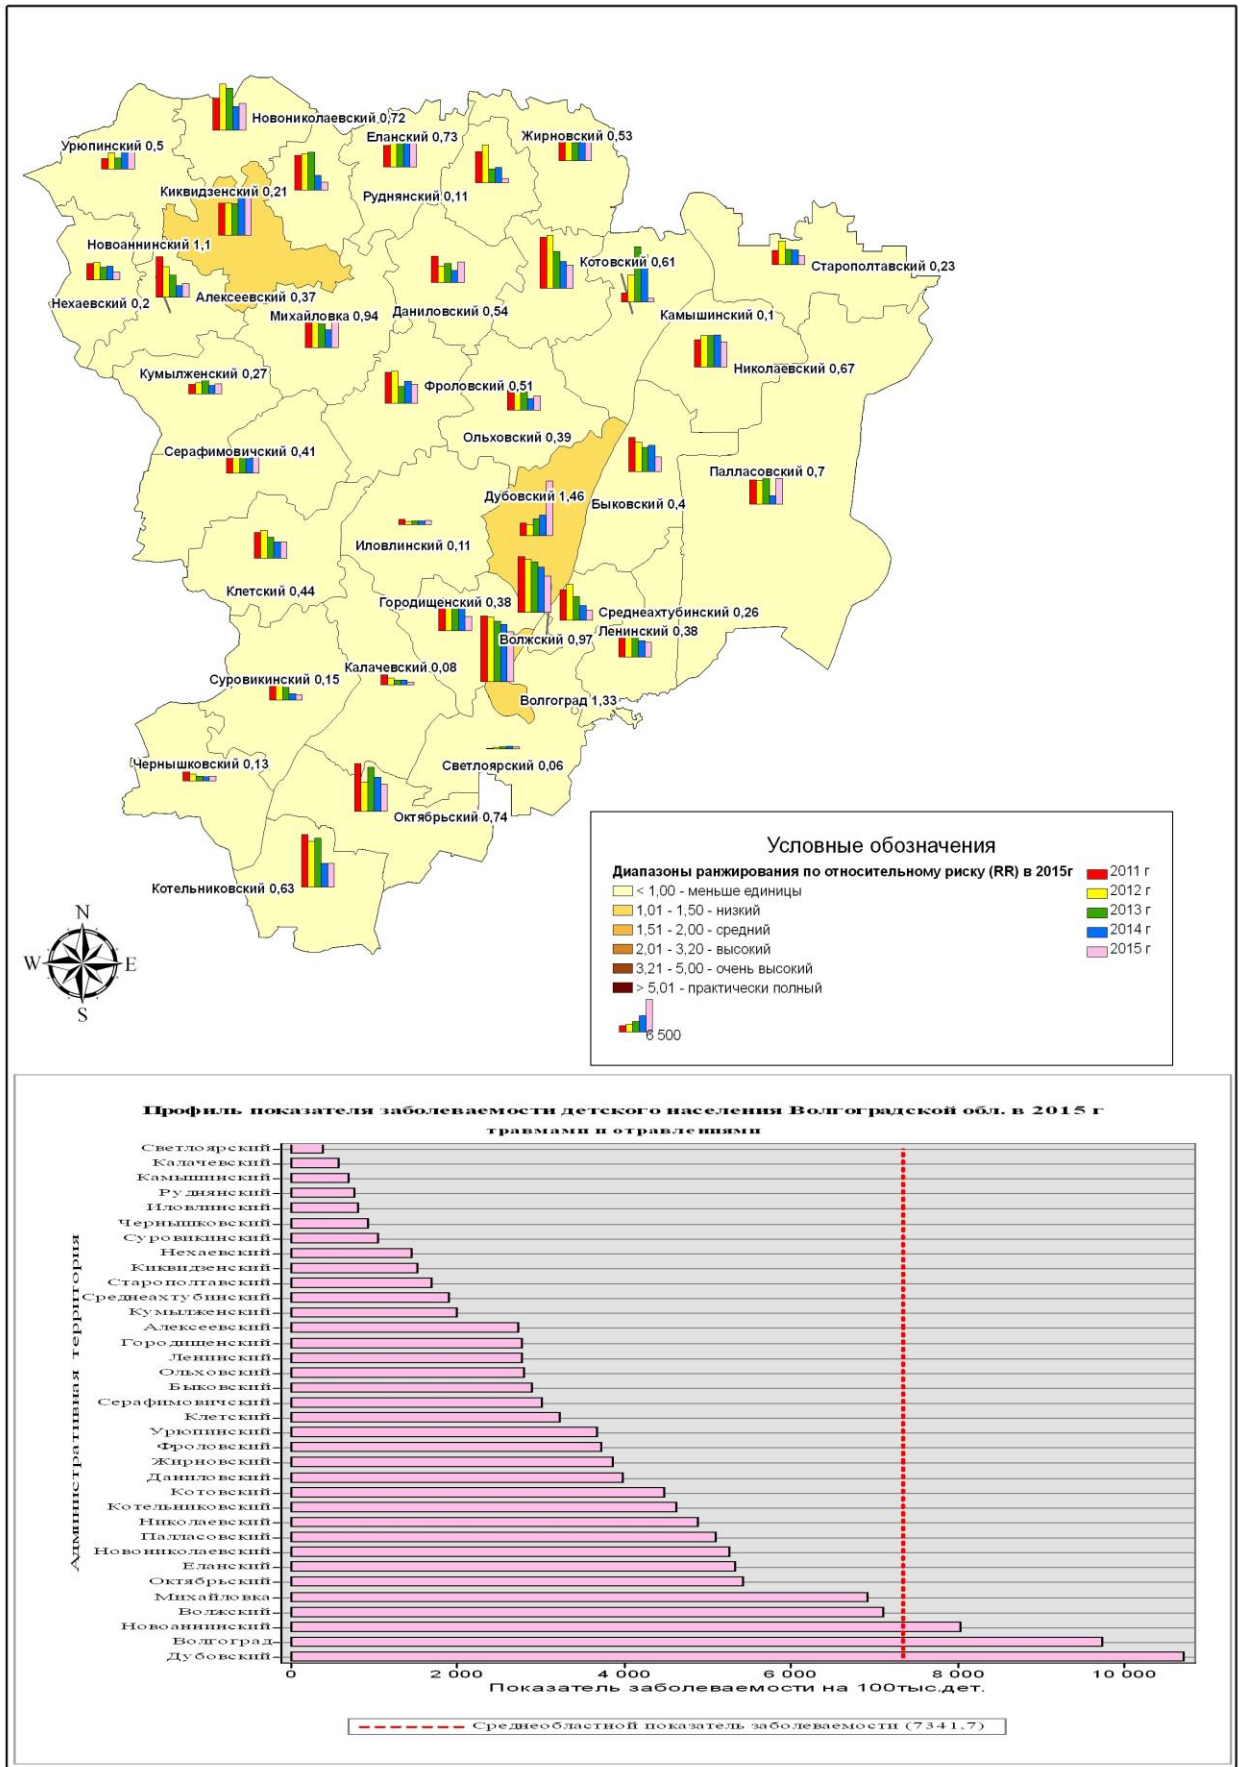 Новониколаевский 0,72
Урюпинский 0,5
Еланский 0,73
Жирновский 0,53
Киквидзенский 0,21
Руднянский 0,11
Новоаннинский 1,1
Котовский 0,61
Старополтавский 0,23
Нехаевский 0,2
Алексеевский 0,37
Михайловка 0,94
Даниловский 0,54
Камышинский 0,1
Николаевский 0,67
Кумылженский 0,27
Фроловский 0,51
Ольховский 0,39
Серафимовичский 0,41
Палласовский 0,7
Дубовский 1,46
Быковский 0,4
Иловлинский 0,11
Клетский 0,44
Городищенский 0,38
Среднеахтубинский 0,26
Волжский 0,97
Ленинский 0,38
Калачевский 0,08
Суровикинский 0,15
Волгоград 1,33
Чернышковский 0,13
Светлоярский 0,06
Октябрьский 0,74
Котельниковский 0,63
N
W
E
S
Условные обозначения
Диапазоны ранжирования по относительному риску (RR) в 2015г
< 1,00 - меньше единицы
1,01 - 1,50 - низкий
1,51 - 2,00 - средний
2,01 - 3,20 - высокий
3,21 - 5,00 - очень высокий
> 5,01 - практически полный
6 500
2011 г
2012 г
2013 г
2014 г
2015 г
Профиль показателя заболеваемости детского населения Волгоградской обл. в 2015 г
травмами и отравлениями
Административная территория
Светлоярский
Калачевский
Камышинский
Руднянский
Иловлинский
Чернышковский
Суровикинский
Нехаевский
Киквидзенский
Старополтавский
Среднеахтубинский
Кумылженский
Алексеевский
Городищенский
Ленинский
Ольховский
Быковский
Серафимовичский
Клетский
Урюпинский
Фроловский
Жирновский
Даниловский
Котовский
Котельниковский
Николаевский
Палласовский
Новониколаевский
Еланский
Октябрьский
Михайловка
Волжский
Новоаннинский
Волгоград
Дубовский
0 2 000 4 000 6 000 8 000 10 000
Показатель заболеваемости на 100тыс.дет.
Среднеобластной показатель заболеваемости (7341,7)